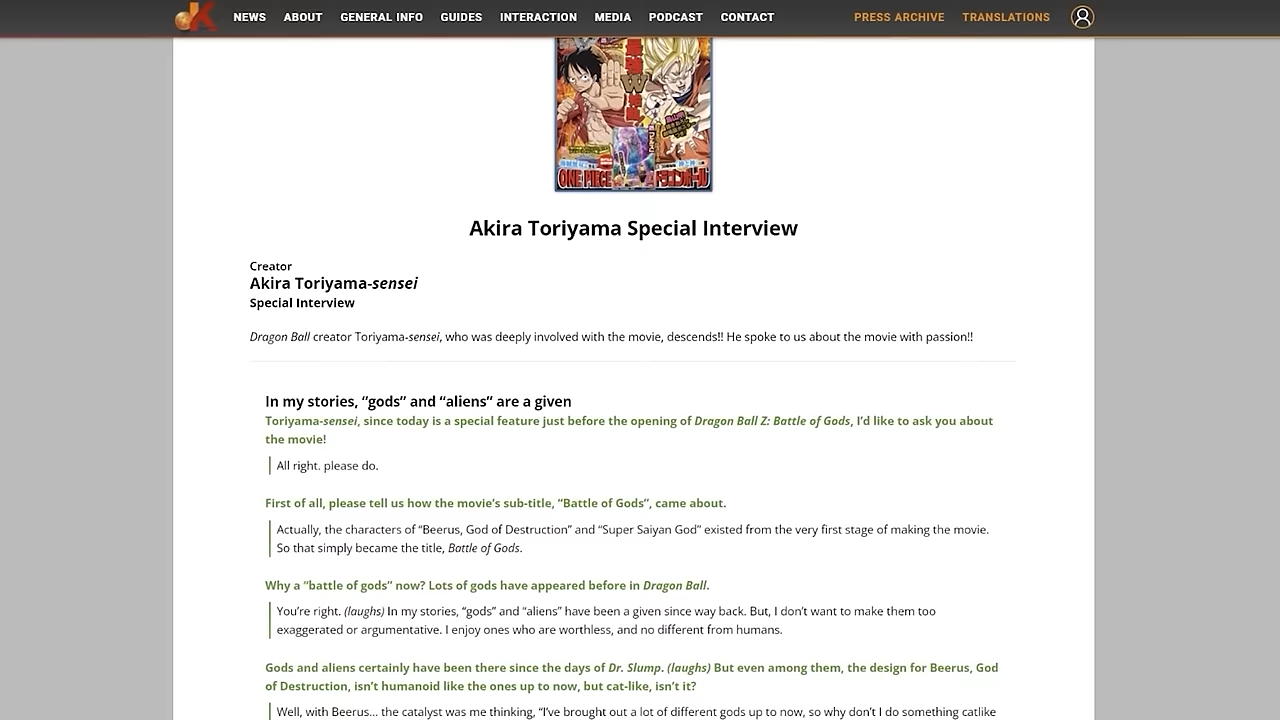 NEWS ABOUT GENERAL INFO GUIDES INTERACTION MEDIA PODCAST CONTACT PRESS ARCHIVE TRANSLATIONS
ONE PIECE ドラゴンボール
Akira Toriyama Special Interview
Creator
Akira Toriyama-sensei
Special Interview
Dragon Ball creator Toriyama-sensei, who was deeply involved with the movie, descends!! He spoke to us about the movie with passion!!
In my stories, “gods” and “aliens” are a given
Toriyama-sensei, since today is a special feature just before the opening of Dragon Ball Z: Battle of Gods, I’d like to ask you about
the movie!
All right. please do.
First of all, please tell us how the movie’s sub-title, “Battle of Gods”, came about.
Actually, the characters of “Beerus, God of Destruction” and “Super Saiyan God” existed from the very first stage of making the movie.
So that simply became the title, Battle of Gods.
Why a “battle of gods” now? Lots of gods have appeared before in Dragon Ball.
You’re right. (laughs) In my stories, “gods” and “aliens” have been a given since way back. But, I don’t want to make them too
exaggerated or argumentative. I enjoy ones who are worthless, and no different from humans.
Gods and aliens certainly have been there since the days of Dr. Slump. (laughs) But even among them, the design for Beerus, God
of Destruction, isn’t humanoid like the ones up to now, but cat-like, isn’t it?
Well, with Beerus… the catalyst was me thinking, “I’ve brought out a lot of different gods up to now, so why don’t I do something catlike